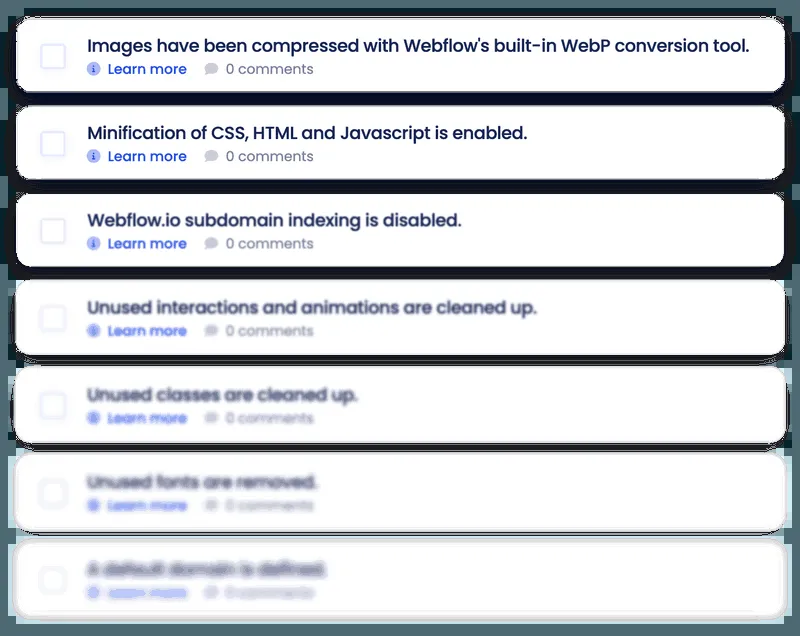 Images have been compressed with Webflow's built-in WebP conversion tool.
Learn more 0 comments
Minification of CSS, HTML and Javascript is enabled.
Learn more 0 comments
Webflow.io subdomain indexing is disabled.
Learn more 0 comments
Unused interactions and animations are cleaned up.
Learn more 0 comments
Unused classes are cleaned up.
Learn more 0 comments
Unused fonts are removed.
Learn more 0 comments
A default domain is defined.
Learn more 0 comments